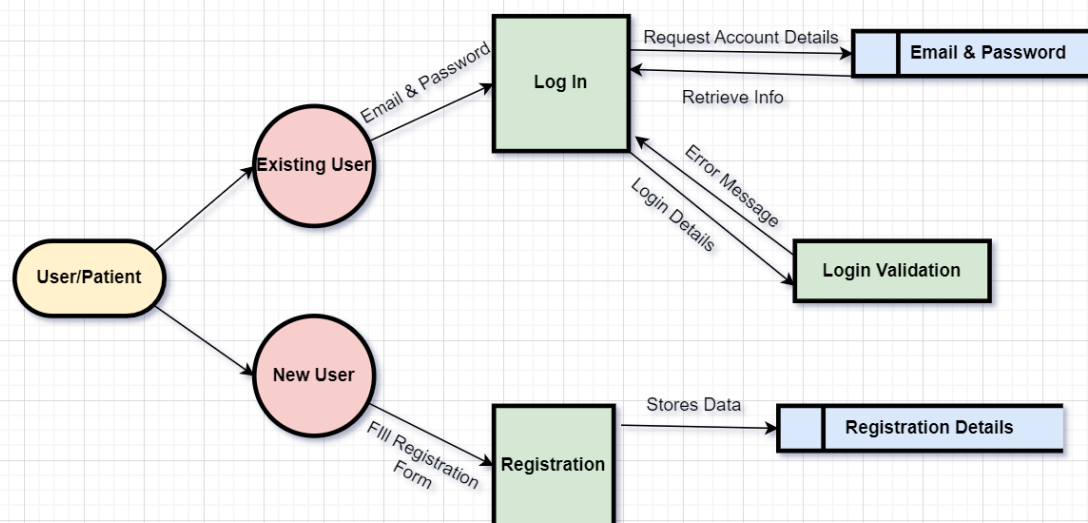 Request Account Details
Email & Password
Email & Password
Log In
Retrieve Info
Existing User
Error Message
Login Details
User/Patient
Login Validation
New User
Stores Data
Registration Details
FIll Registration
Form
Registration